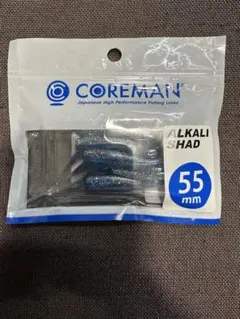 COREMAN
Japanese High Performance Fishing Lures
ALKALI
SHAD
55
mm